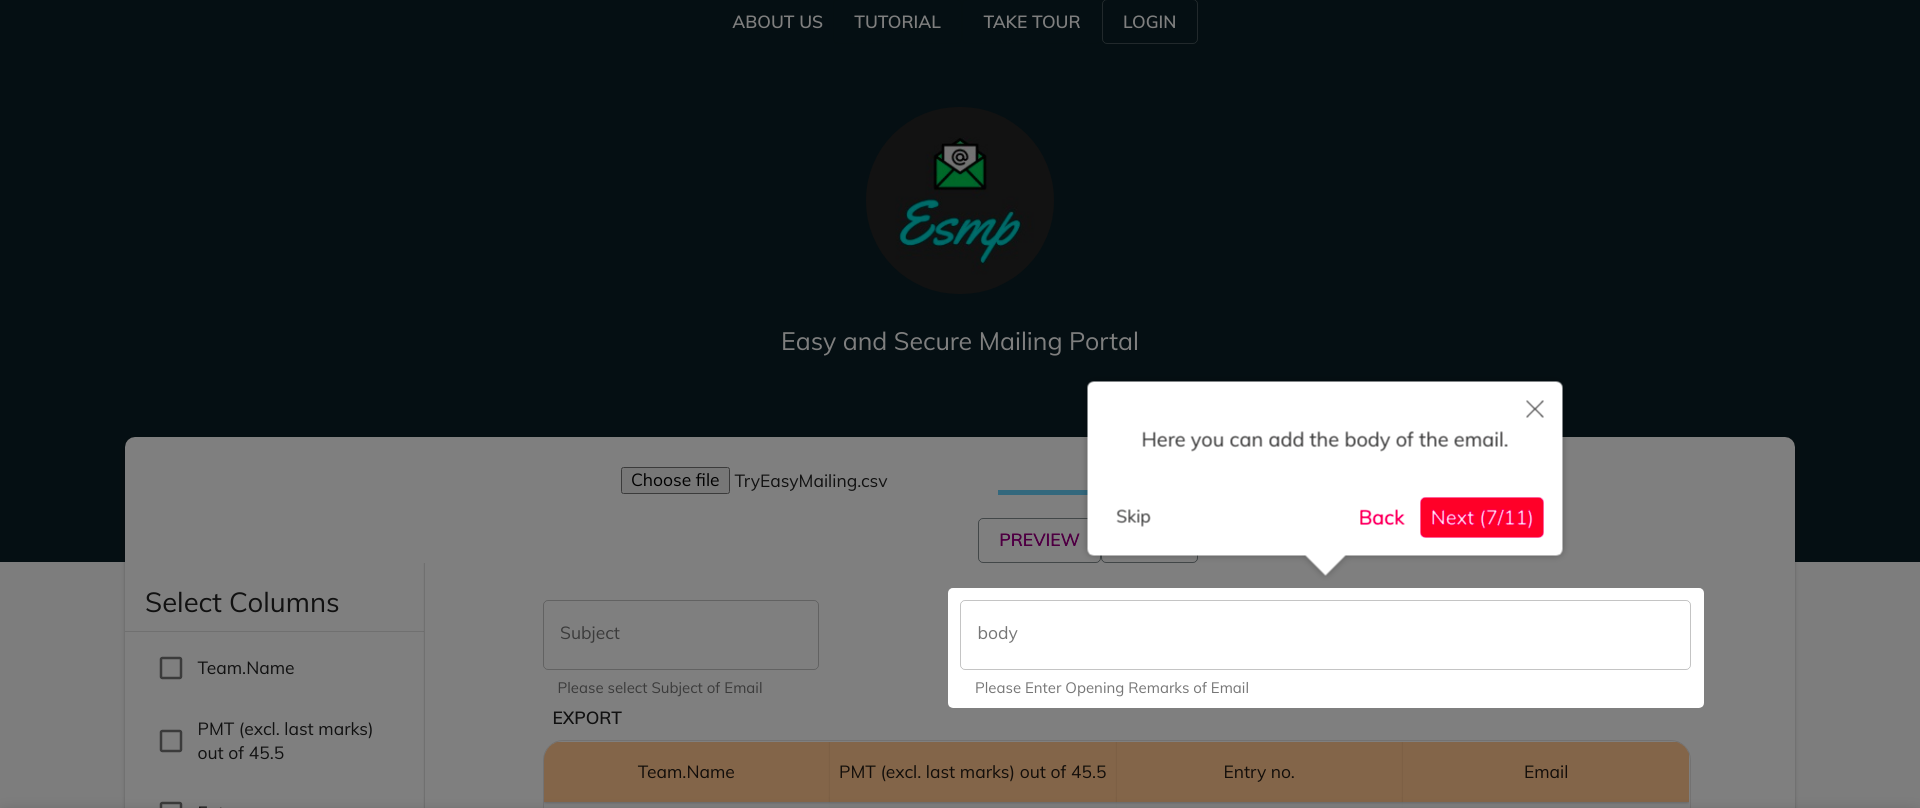 ABOUT US
TUTORIAL
TAKE TOUR
LOGIN
@
Esmp
Easy and Secure Mailing Portal
Here you can add the body of the email.
Skip
Back
Next (7/11)
Choose file TryEasyMailing.csv
PREVIEW
Select Columns
Team.Name
PMT (excl. last marks)
out of 45.5
Subject
Please select Subject of Email
body
Please Enter Opening Remarks of Email
EXPORT
Team.Name
PMT (excl. last marks) out of 45.5
Entry no.
Email